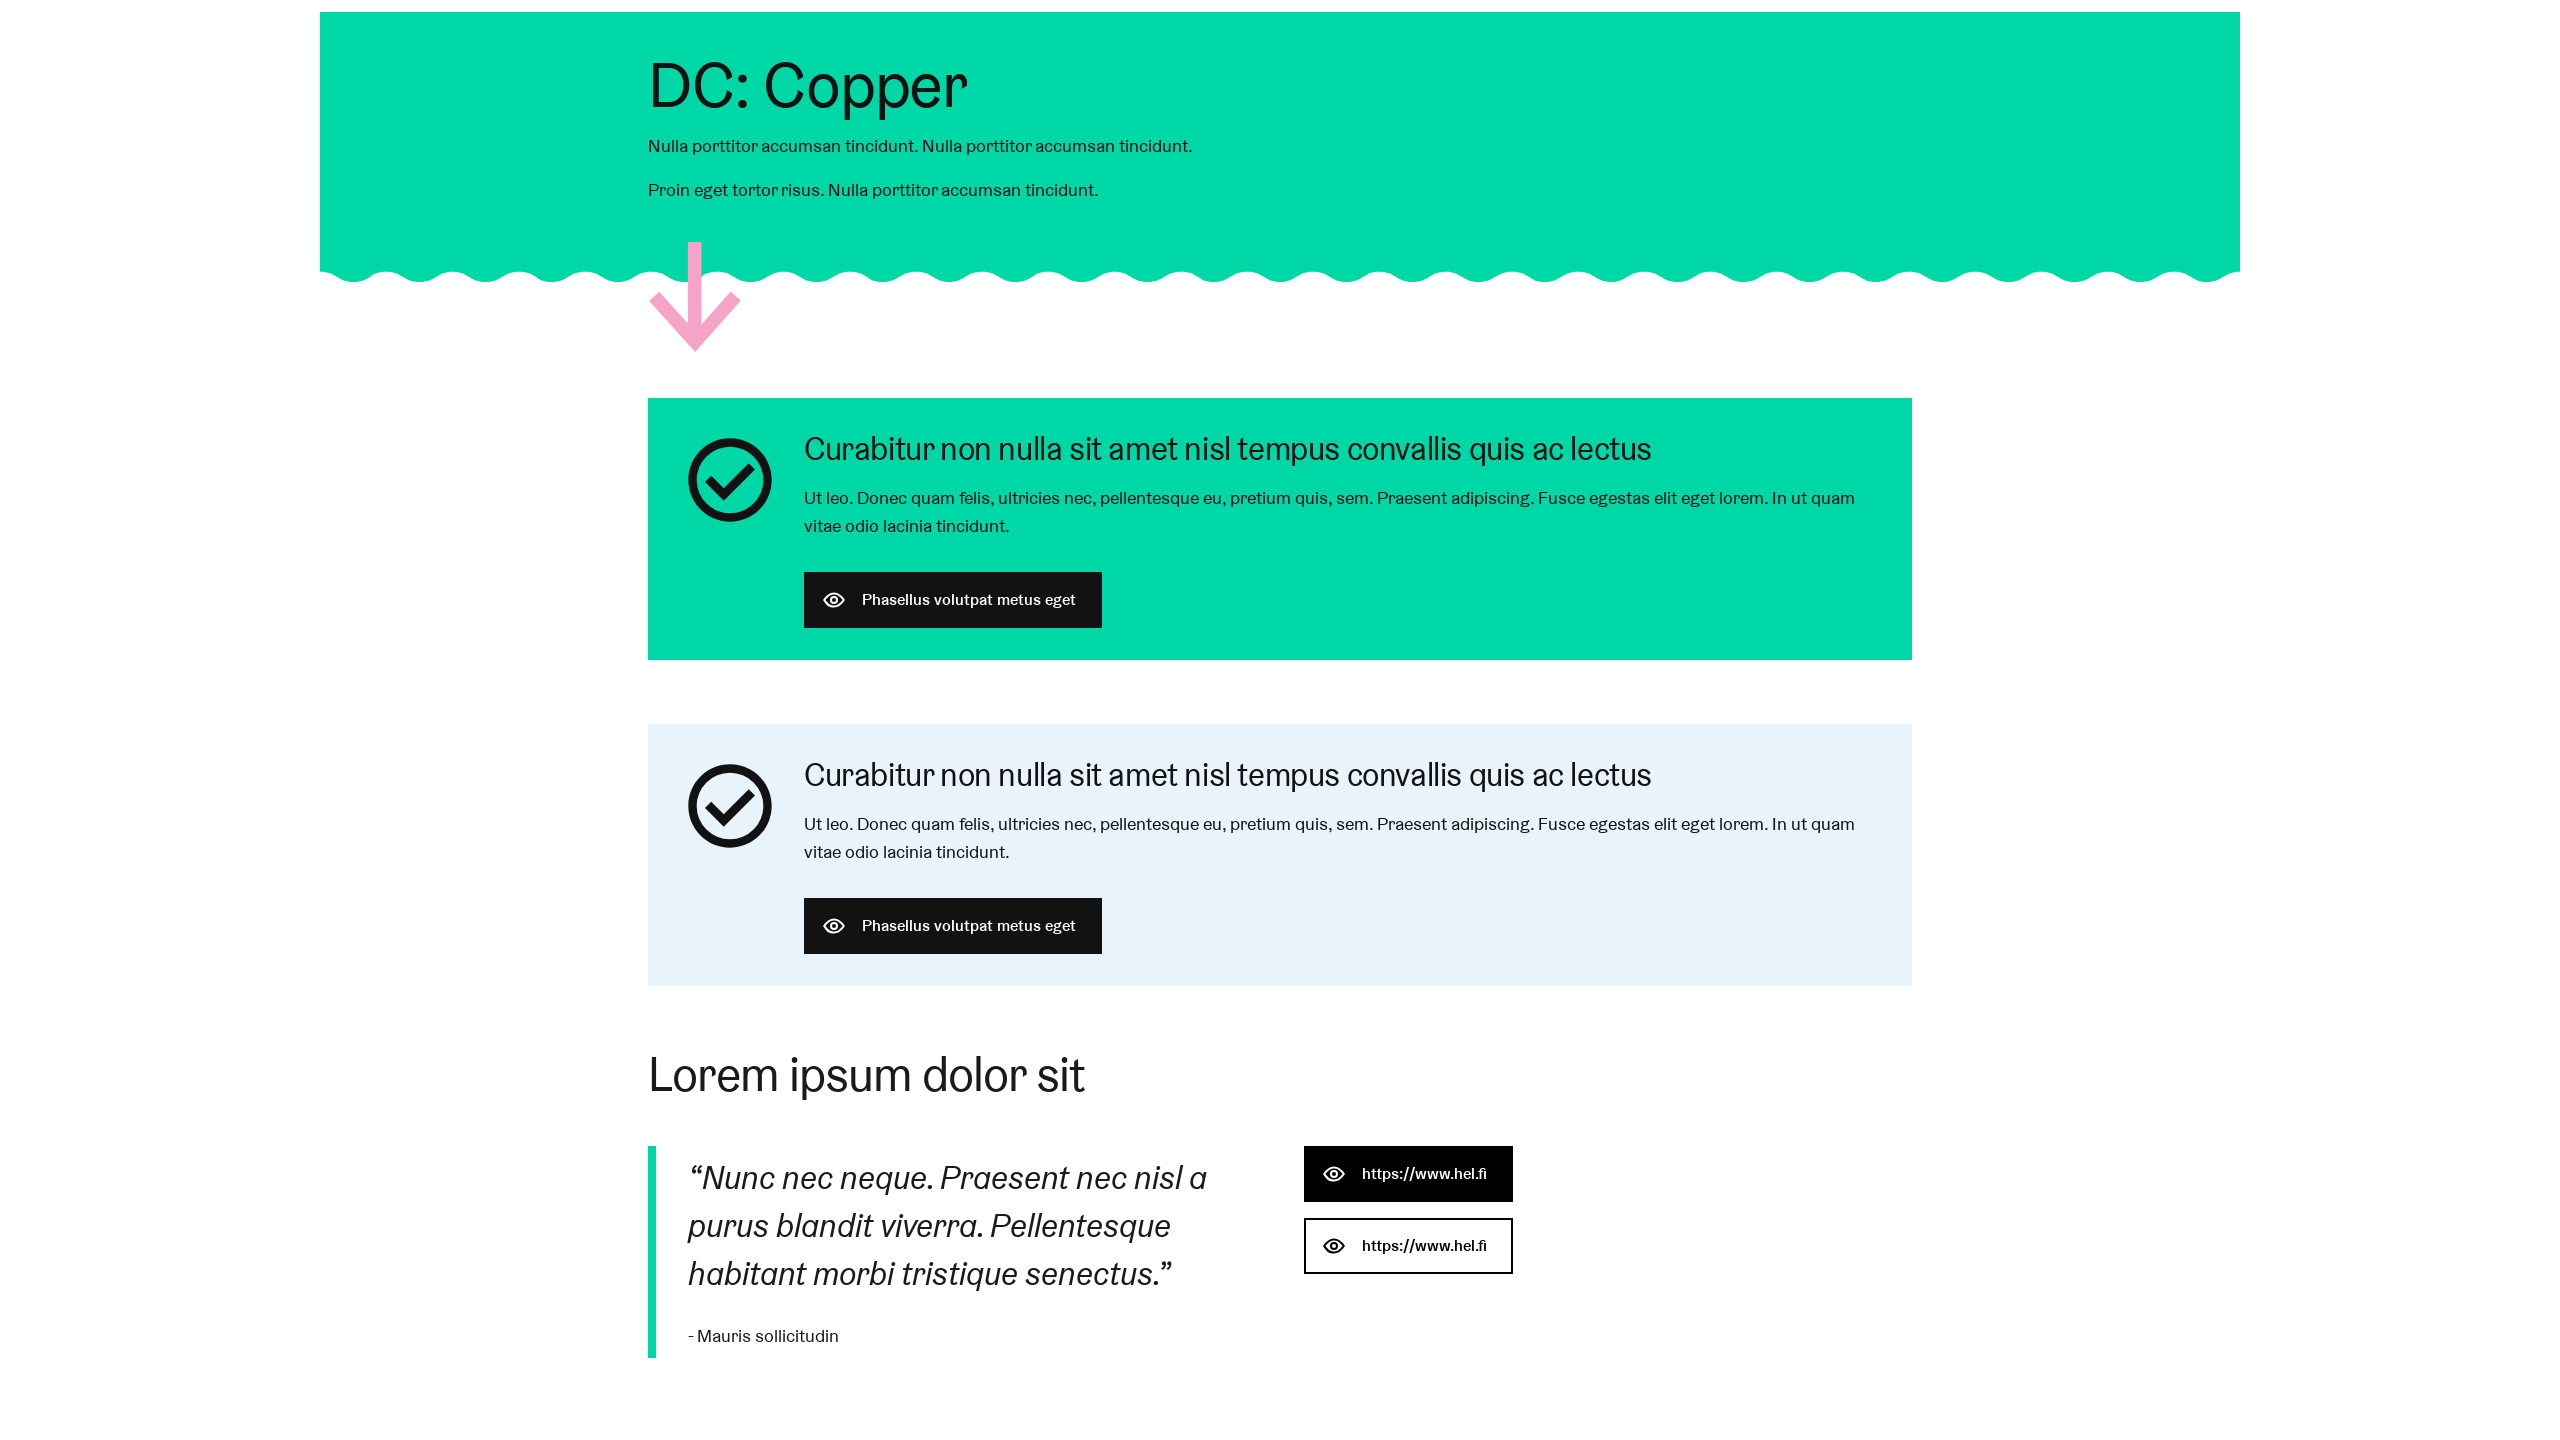 DC: Copper
Nulla porttitor accumsan tincidunt. Nulla porttitor accumsan tincidunt.
Proin eget tortor risus. Nulla porttitor accumsan tincidunt.
Curabitur non nulla sit amet nisl tempus convallis quis ac lectus
Ut leo. Donec quam felis, ultricies nec, pellentesque eu, pretium quis, sem. Praesent adipiscing. Fusce egestas elit eget lorem. In ut quam
vitae odio lacinia tincidunt.
Phasellus volutpat metus eget
Curabitur non nulla sit amet nisl tempus convallis quis ac lectus
Ut leo. Donec quam felis, ultricies nec, pellentesque eu, pretium quis, sem. Praesent adipiscing. Fusce egestas elit eget lorem. In ut quam
vitae odio lacinia tincidunt.
Phasellus volutpat metus eget
Lorem ipsum dolor sit
“Nunc nec neque. Praesent nec nisl a
purus blandit viverra. Pellentesque
habitant morbi tristique senectus.”
- Mauris sollicitudin
https://www.hel.fi
https://www.hel.fi